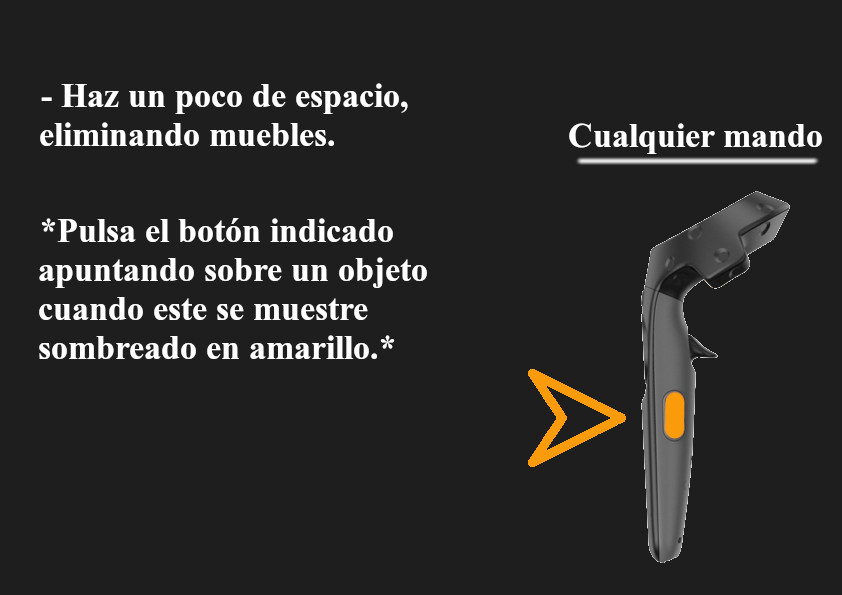 - Haz un poco de espacio,
eliminando muebles.
Cualquier mando
*Pulsa el botón indicado
apuntando sobre un objeto
cuando este se muestre
sombreado en amarillo.*